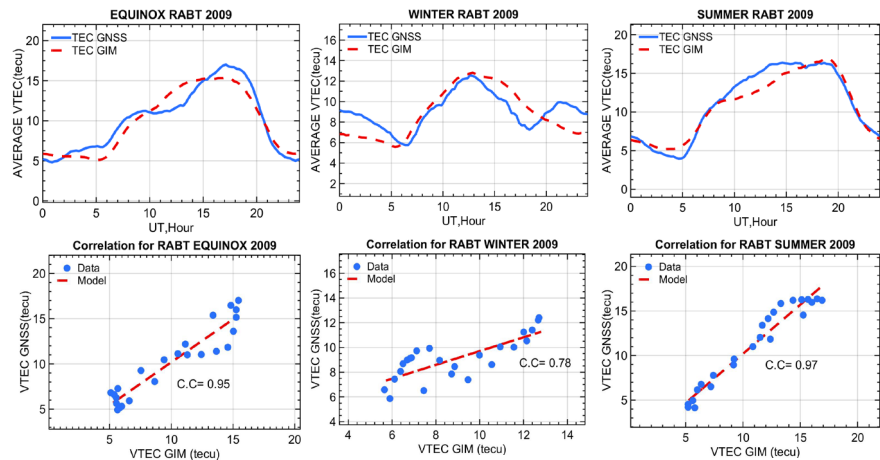 EQUINOX RABT 2009
TEC GNSS
TEC GIM
AVERAGE VTEC(tecu)
20
15
10
5
0
0 5 10 15 20
UT,Hour
WINTER RABT 2009
TEC GNSS
TEC GIM
AVERAGE VTEC(tecu)
16
14
12
10
8
6
4
2
0 5 10 15 20
UT,Hour
SUMMER RABT 2009
TEC GNSS
TEC GIM
AVERAGE VTEC(tecu)
20
15
10
5
0
0 5 10 15 20
UT,Hour
Correlation for RABT EQUINOX 2009
Data
Model
VTEC GNSS(tecu)
20
15
10
5
C.C= 0.95
5 10 15 20
VTEC GIM (tecu)
Correlation for RABT WINTER 2009
Data
Model
VTEC GNSS(tecu)
16
14
12
10
8
6
4
C.C= 0.78
4 6 8 10 12 14
VTEC GIM (tecu)
Correlation for RABT SUMMER 2009
Data
Model
VTEC GNSS(tecu)
20
15
10
5
0
C.C= 0.97
0 5 10 15 20
VTEC GIM (tecu)